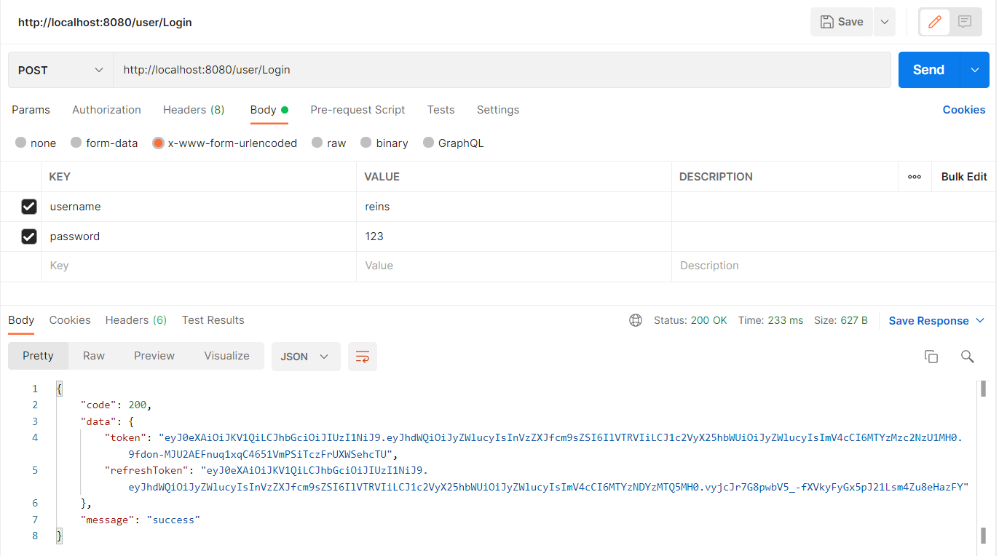 http://localhost:8080/user/Login Save
POST http://localhost:8080/user/Login Send
Params Authorization Headers (8) Body Pre-request Script Tests Settings Cookies
none form-data x-www-form-urlencoded raw binary GraphQL
KEY VALUE DESCRIPTION Bulk Edit
username reins
password 123
Key Value Description
Body Cookies Headers (6) Test Results Status: 200 OK Time: 233 ms Size: 627 B Save Response
Pretty Raw Preview Visualize JSON
1 {
2 "code": 200,
3 "data": {
4 "token": "eyJ0eXAiOiJKV1QiLCJhbGciOiJIUzI1NiJ9.eyJhdWQiOiJyZWlucyIsInVzZXJfcm9sZSI6IlVTRVIiLCJ1c2VyX25hbWUiOiJyZWlucyIsImV4cCI6MTYzMzc2NzU1MH0.
9fdon-MJU2AEFnuq1xqC4651VmPSiTczFrUXWSehcTU",
5 "refreshToken": "eyJ0eXAiOiJKV1QiLCJhbGciOiJIUzI1NiJ9.
eyJhdWQiOiJyZWlucyIsInVzZXJfcm9sZSI6IlVTRVIiLCJ1c2VyX25hbWUiOiJyZWlucyIsImV4cCI6MTYzNDYzMTQ5MH0.vyjcJr7G8pwbV5_-fXVkyFyGx5pJ21Lsm4Zu8eHazFY"
6 },
7 "message": "success"
8 }